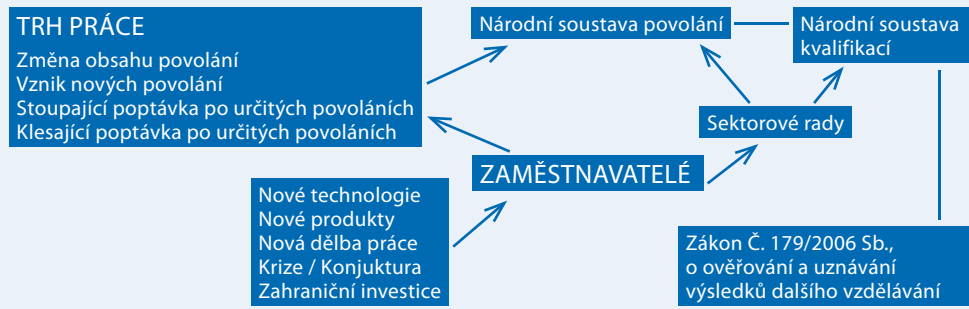 TRH PRÁCE
Změna obsahu povolání
Vznik nových povolání
Stoupající poptávka po určitých povoláních
Klesající poptávka po určitých povoláních
Národní soustava povolání
Národní soustava
kvalifikací
Sektorové rady
ZAMĚSTNAVATELÉ
Nové technologie
Nové produkty
Nová dělba práce
Krize / Konjuktura
Zahraniční investice
Zákon Č. 179/2006 Sb.,
o ověřování a uznávání
výsledků dalšího vzdělávání